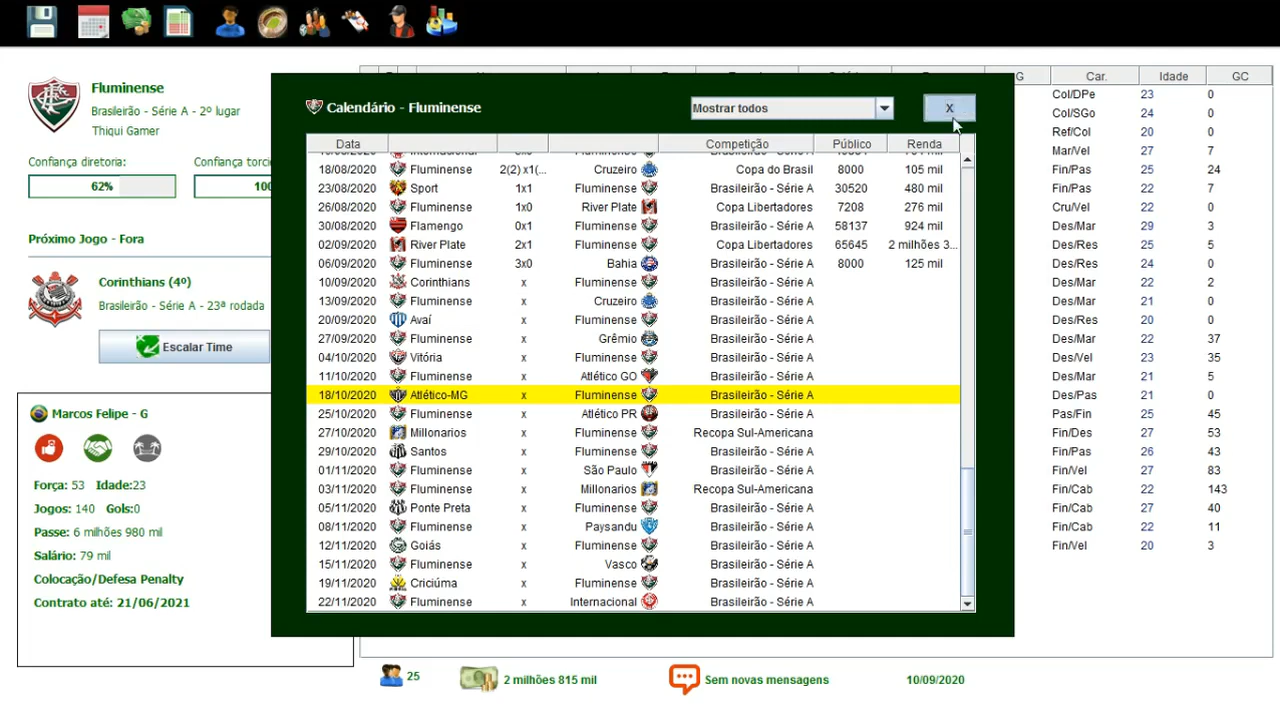 Fluminense
Brasileirão - Série A - 2º lugar
Thiqui Gamer
Confiança diretoria:
Confiança torcid
62%
100
Próximo Jogo - Fora
Corinthians (4º)
Brasileirão - Série A - 23ª rodada
Escalar Time
Marcos Felipe - G
Força: 53 Idade:23
Jogos: 140 Gols:0
Passe: 6 milhões 980 mil
Salário: 79 mil
Colocação/Defesa Penalty
Contrato até: 21/06/2021
Calendário - Fluminense
Mostrar todos
X
Data Competição Público Renda
18/08/2020 Fluminense 2(2) x1(... Cruzeiro Copa do Brasil 8000 105 mil
23/08/2020 Sport 1x1 Fluminense Brasileirão - Série A 30520 480 mil
26/08/2020 Fluminense 1x0 River Plate Copa Libertadores 7208 276 mil
30/08/2020 Flamengo 0x1 Fluminense Brasileirão - Série A 58137 924 mil
02/09/2020 River Plate 2x1 Fluminense Copa Libertadores 65645 2 milhões 3...
06/09/2020 Fluminense 3x0 Bahia Brasileirão - Série A 8000 125 mil
10/09/2020 Corinthians x Fluminense Brasileirão - Série A
13/09/2020 Fluminense x Cruzeiro Brasileirão - Série A
20/09/2020 Avaí x Fluminense Brasileirão - Série A
27/09/2020 Fluminense x Grêmio Brasileirão - Série A
04/10/2020 Vitória x Fluminense Brasileirão - Série A
11/10/2020 Fluminense x Atlético GO Brasileirão - Série A
18/10/2020 Atlético-MG x Fluminense Brasileirão - Série A
25/10/2020 Fluminense x Atlético PR Brasileirão - Série A
27/10/2020 Millonarios x Fluminense Recopa Sul-Americana
29/10/2020 Santos x Fluminense Brasileirão - Série A
01/11/2020 Fluminense x São Paulo Brasileirão - Série A
03/11/2020 Fluminense x Millonarios Recopa Sul-Americana
05/11/2020 Ponte Preta x Fluminense Brasileirão - Série A
08/11/2020 Fluminense x Paysandu Brasileirão - Série A
12/11/2020 Goiás x Fluminense Brasileirão - Série A
15/11/2020 Fluminense x Vasco Brasileirão - Série A
19/11/2020 Criciúma x Fluminense Brasileirão - Série A
22/11/2020 Fluminense x Internacional Brasileirão - Série A
G Car. Idade GC
Col/DPe 23 0
Col/SGo 24 0
Ref/Col 20 0
Mar/Vel 27 7
Fin/Pas 25 24
Fin/Pas 22 7
Cru/Vel 22 0
Des/Mar 29 3
Des/Res 25 5
Des/Res 24 0
Des/Mar 22 2
Des/Mar 21 0
Des/Res 20 0
Des/Mar 22 37
Des/Vel 23 35
Des/Mar 21 5
Des/Pas 21 0
Pas/Fin 25 45
Fin/Des 27 53
Fin/Pas 26 43
Fin/Vel 27 83
Fin/Cab 22 143
Fin/Cab 27 40
Fin/Cab 22 11
Fin/Vel 20 3
25
2 milhões 815 mil
Sem novas mensagens
10/09/2020